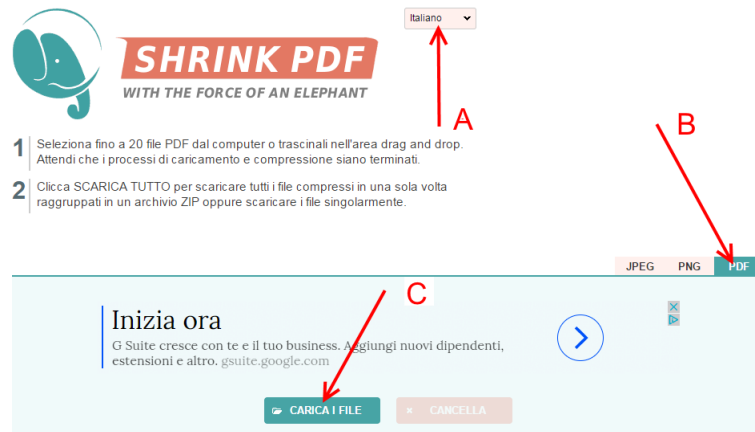 Italiano
SHRINK PDF
WITH THE FORCE OF AN ELEPHANT
A
B
1 Seleziona fino a 20 file PDF dal computer o trascinali nell'area drag and drop.
Attendi che i processi di caricamento e compressione siano terminati.
2 Clicca SCARICA TUTTO per scaricare tutti i file compressi in una sola volta
raggruppati in un archivio ZIP oppure scaricare i file singolarmente.
JPEG PNG PDF
C
Inizia ora
G Suite cresce con te e il tuo business. Aggiungi nuovi dipendenti,
estensioni e altro. gsuite.google.com
CARICA I FILE
CANCELLA